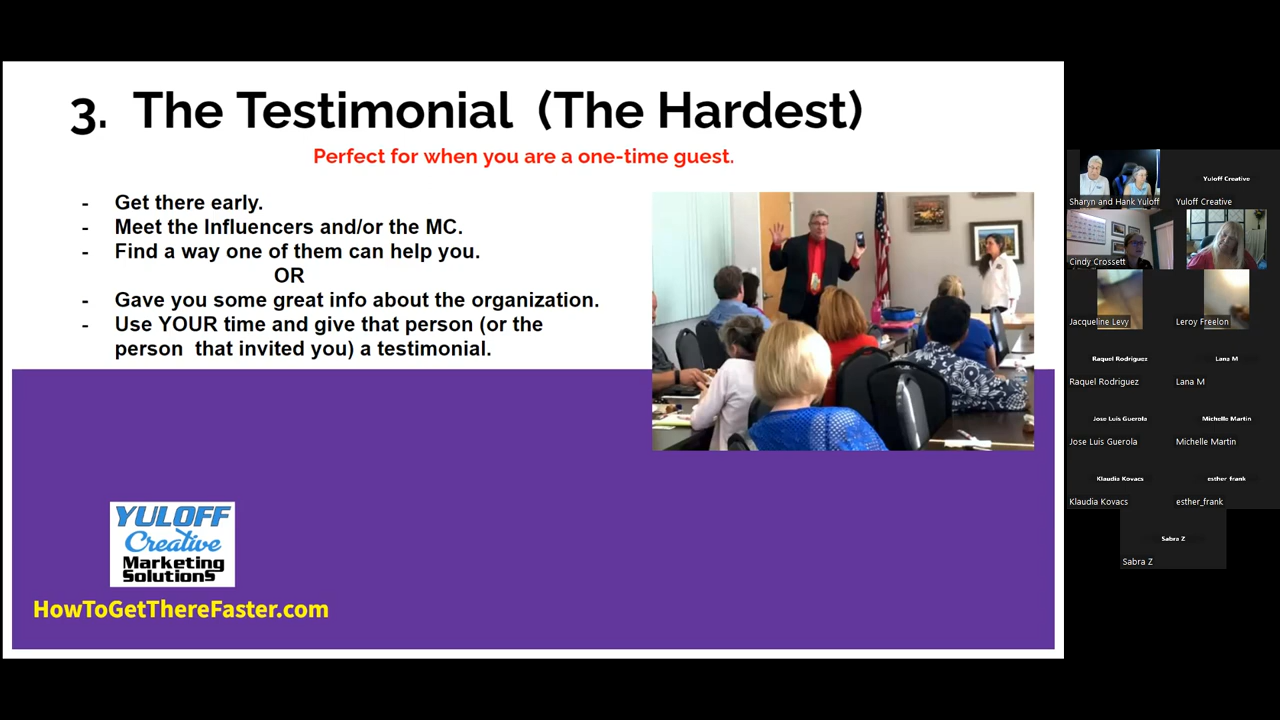 3. The Testimonial (The Hardest)
Perfect for when you are a one-time guest.
- Get there early.
- Meet the Influencers and/or the MC.
- Find a way one of them can help you.
OR
- Gave you some great info about the organization.
- Use YOUR time and give that person (or the
person that invited you) a testimonial.
YULOFF
Creative
Marketing
Solutions
HowToGetThereFaster.com
Sharyn and Hank Yuloff
Yuloff Creative
Yuloff Creative
Cindy Crossett
Jacqueline Levy
Leroy Freelon
Raquel Rodriguez
Raquel Rodriguez
Lana M
Lana M
Jose Luis Guerola
Jose Luis Guerola
Michelle Martin
Michelle Martin
Klaudia Kovacs
Klaudia Kovacs
esther_frank
esther_frank
Sabra Z
Sabra Z